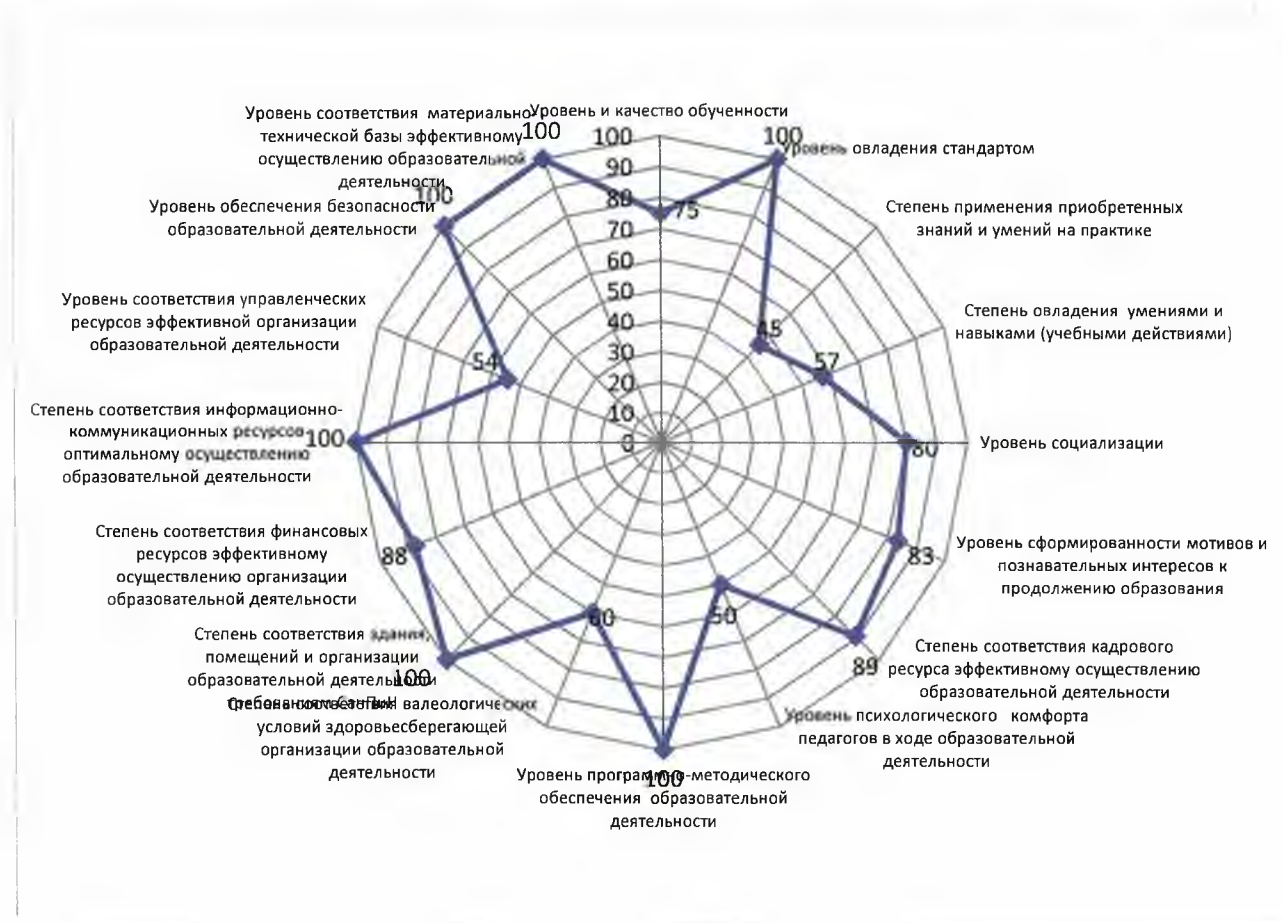 Уровень и качество обученности
100
Уровень овладения стандартом
45
Степень применения приобретенных
знаний и умений на практике
57
Степень овладения умениями и
навыками (учебными действиями)
80
Уровень социализации
83
Уровень сформированности мотивов и
познавательных интересов к
продолжению образования
89
Степень соответствия кадрового
ресурса эффективному осуществлению
образовательной деятельности
50
Уровень психологического комфорта
педагогов в ходе образовательной
деятельности
100
Уровень программно-методического
обеспечения образовательной
деятельности
60
Степень соответствия валеологических
условий здоровьесберегающей
организации образовательной
деятельности
100
Степень соответствия здания,
помещений и организации
образовательной деятельности
требованиям СанПиН
88
Степень соответствия финансовых
ресурсов эффективному
осуществлению организации
образовательной деятельности
100
Степень соответствия информационно-
коммуникационных ресурсов
оптимальному осуществлению
образовательной деятельности
54
Уровень соответствия управленческих
ресурсов эффективной организации
образовательной деятельности
100
Уровень обеспечения безопасности
образовательной деятельности
100
Уровень соответствия материально-
технической базы эффективному
осуществлению образовательной
деятельности
75
100
90
80
70
60
50
40
30
20
10
0